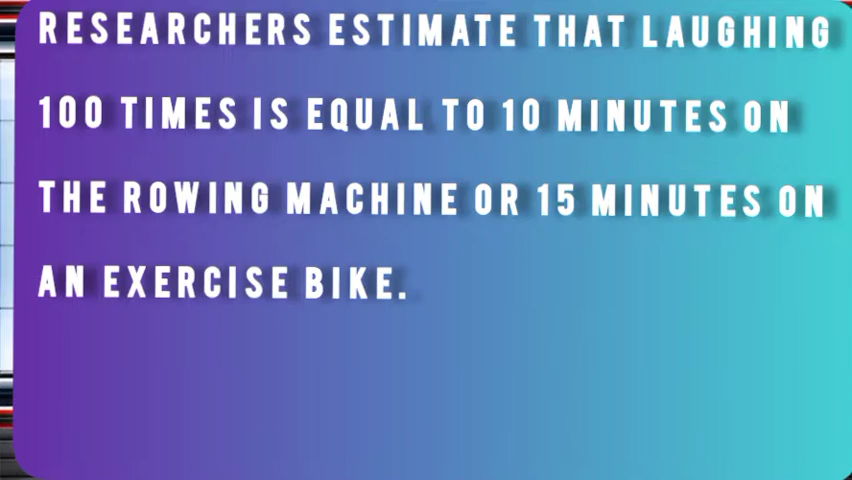 RESEARCHERS ESTIMATE THAT LAUGHING
100 TIMES IS EQUAL TO 10 MINUTES ON
THE ROWING MACHINE OR 15 MINUTES ON
AN EXERCISE BIKE.